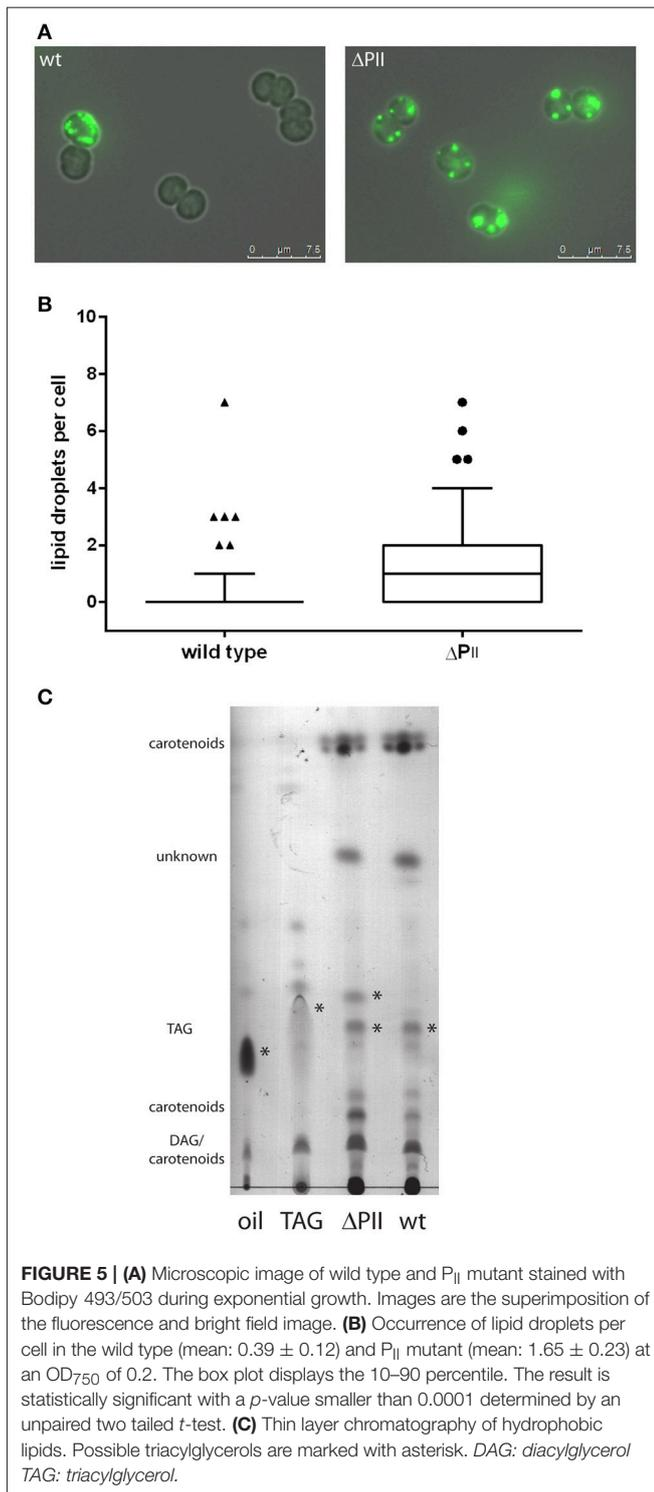 A
wt
ΔPII
0 µm 7.5
0 µm 7.5
B
10
8
6
4
2
0
lipid droplets per cell
wild type
ΔPII
C
carotenoids
unknown
*
*
TAG
*
*
*
carotenoids
DAG/
carotenoids
oil TAG ΔPII wt
FIGURE 5 | (A) Microscopic image of wild type and PII mutant stained with
Bodipy 493/503 during exponential growth. Images are the superimposition of
the fluorescence and bright field image. (B) Occurrence of lipid droplets per
cell in the wild type (mean: 0.39 ± 0.12) and PII mutant (mean: 1.65 ± 0.23) at
an OD750 of 0.2. The box plot displays the 10–90 percentile. The result is
statistically significant with a p-value smaller than 0.0001 determined by an
unpaired two tailed t-test. (C) Thin layer chromatography of hydrophobic
lipids. Possible triacylglycerols are marked with asterisk. DAG: diacylglycerol
TAG: triacylglycerol.